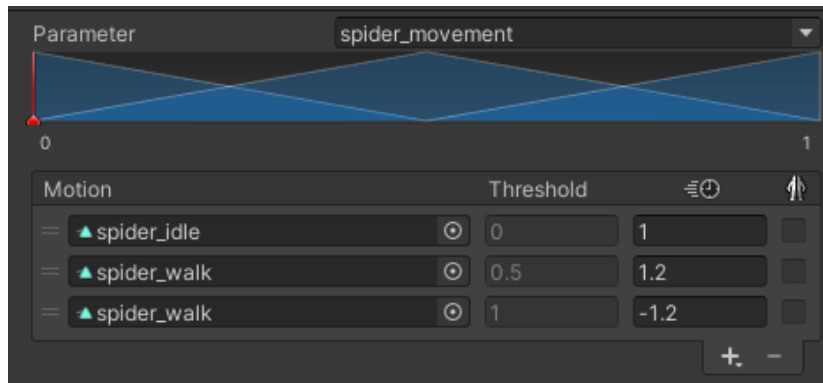 Parameter spider_movement
0 1
Motion Threshold
spider_idle 0 1
spider_walk 0.5 1.2
spider_walk 1 -1.2
+ -